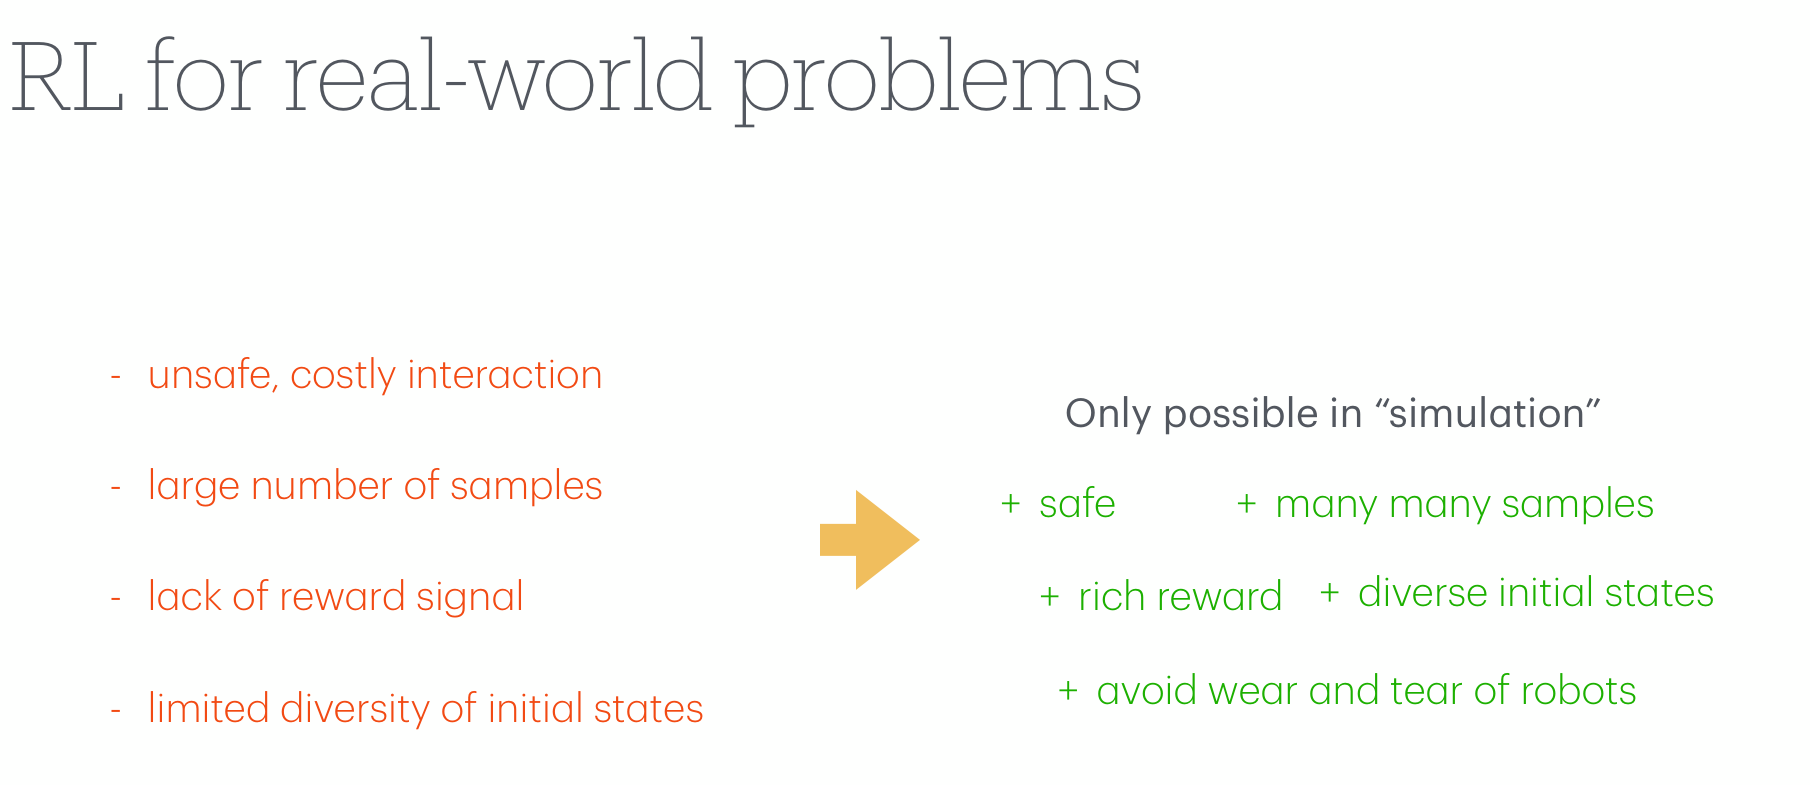 RL for real-world problems
- unsafe, costly interaction
- large number of samples
- lack of reward signal
- limited diversity of initial states
Only possible in “simulation”
+ safe + many many samples
+ rich reward + diverse initial states
+ avoid wear and tear of robots